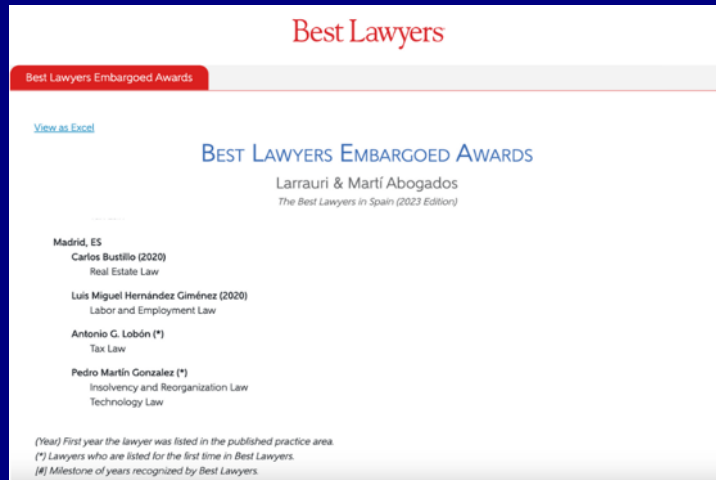 Best Lawyers
Best Lawyers Embargoed Awards
View as Excel
BEST LAWYERS EMBARGOED AWARDS
Larrauri & Martí Abogados
The Best Lawyers in Spain (2023 Edition)
Madrid, ES
Carlos Bustillo (2020)
Real Estate Law
Luis Miguel Hernández Giménez (2020)
Labor and Employment Law
Antonio G. Lobón (*)
Tax Law
Pedro Martín Gonzalez (*)
Insolvency and Reorganization Law
Technology Law
(Year) First year the lawyer was listed in the published practice area.
(*) Lawyers who are listed for the first time in Best Lawyers.
[#] Milestone of years recognized by Best Lawyers.